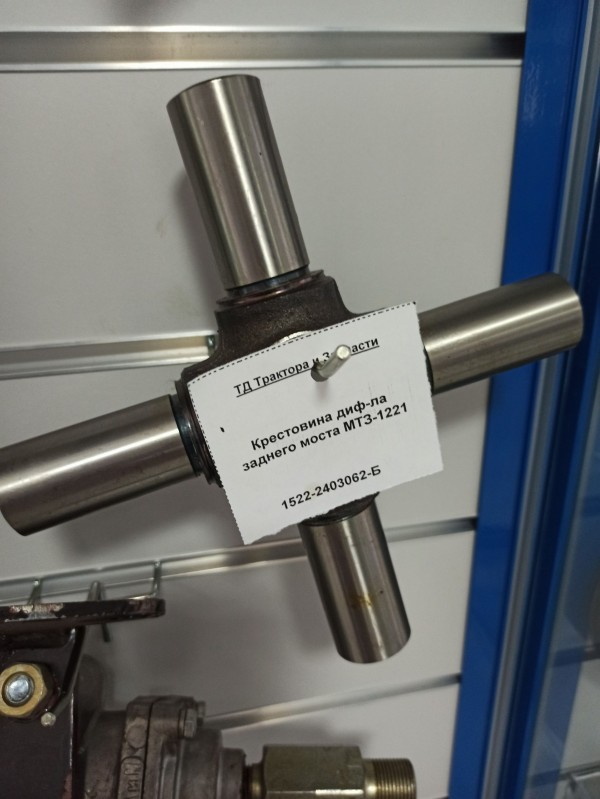 ТД Трактора и
Крестовина диф-ла
заднего моста МТЗ-1221
1522-2403062-Б